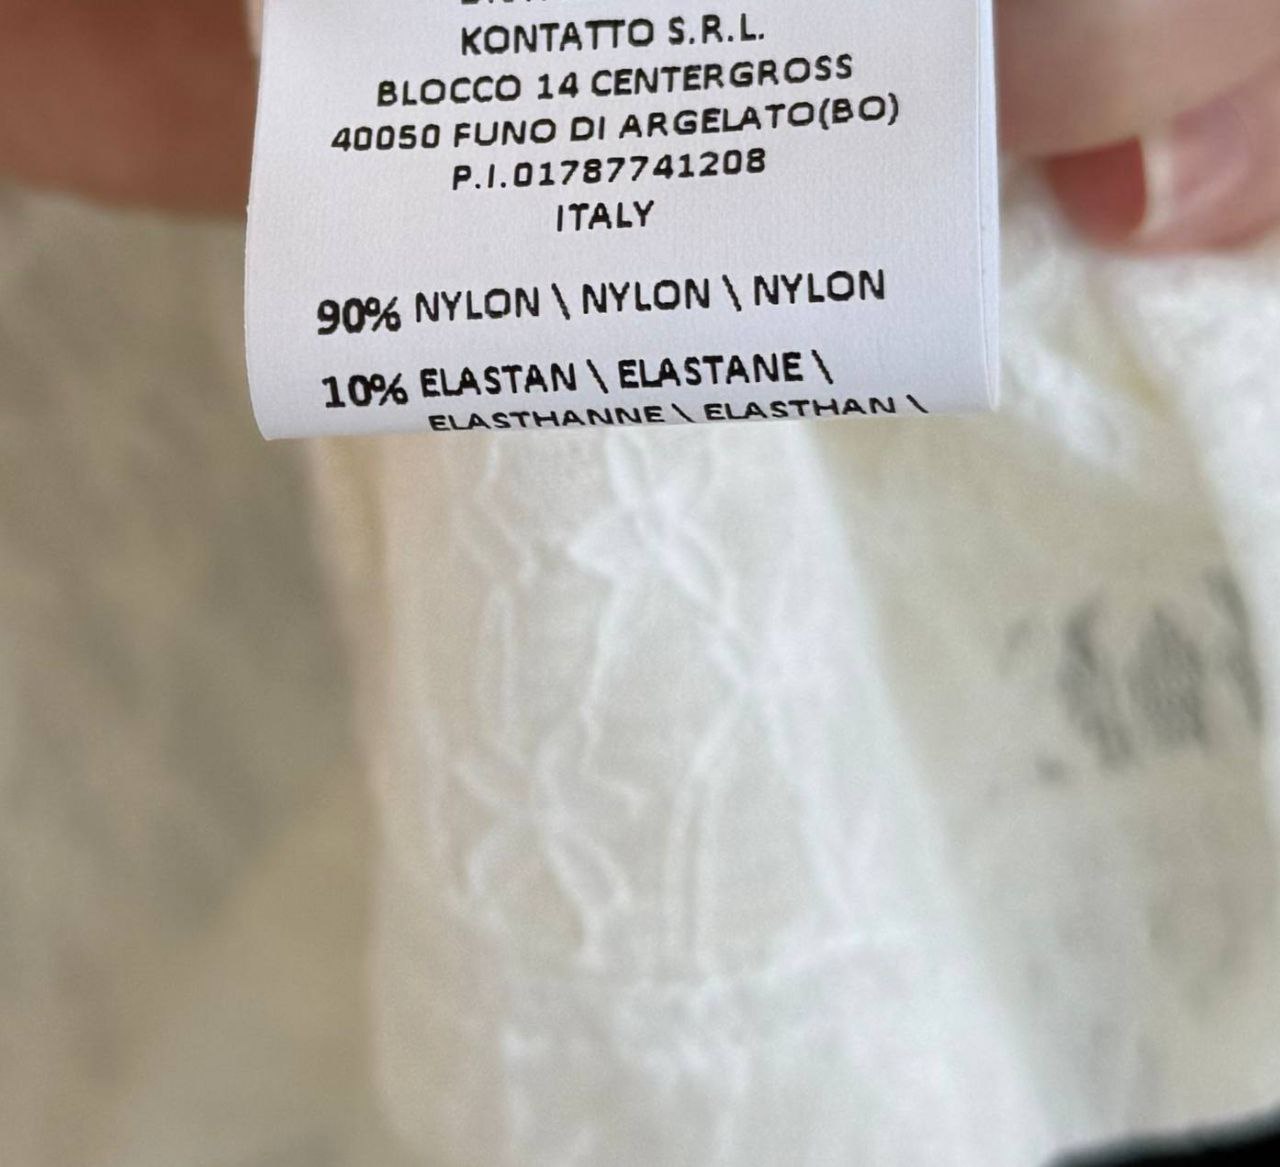 KONTATTO S.R.L.
BLOCCO 14 CENTERGROSS
40050 FUNO DI ARGELATO(BO)
P.I.01787741208
ITALY
90% NYLON \ NYLON \ NYLON
10% ELASTAN \ ELASTANE \
ELASTHANNE \ ELASTHAN \